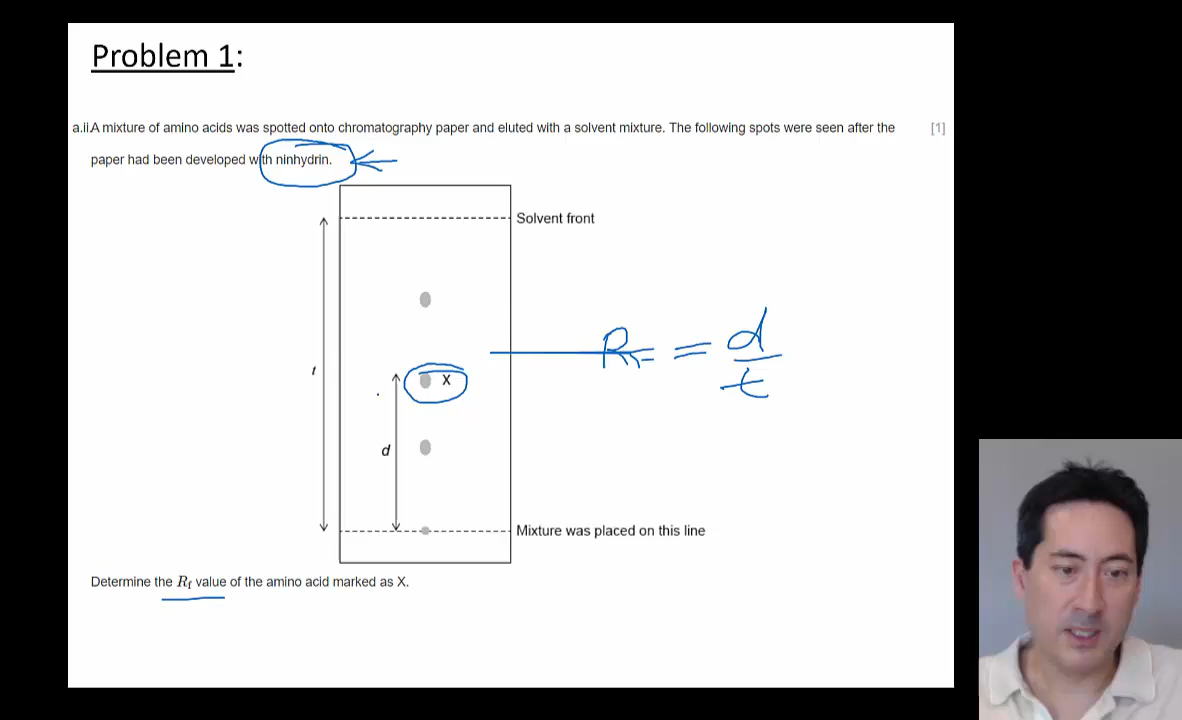 Problem 1:
a.ii.A mixture of amino acids was spotted onto chromatography paper and eluted with a solvent mixture. The following spots were seen after the [1]
paper had been developed with ninhydrin.
Solvent front
Rf = d
t
t
X
d
Mixture was placed on this line
Determine the Rf value of the amino acid marked as X.